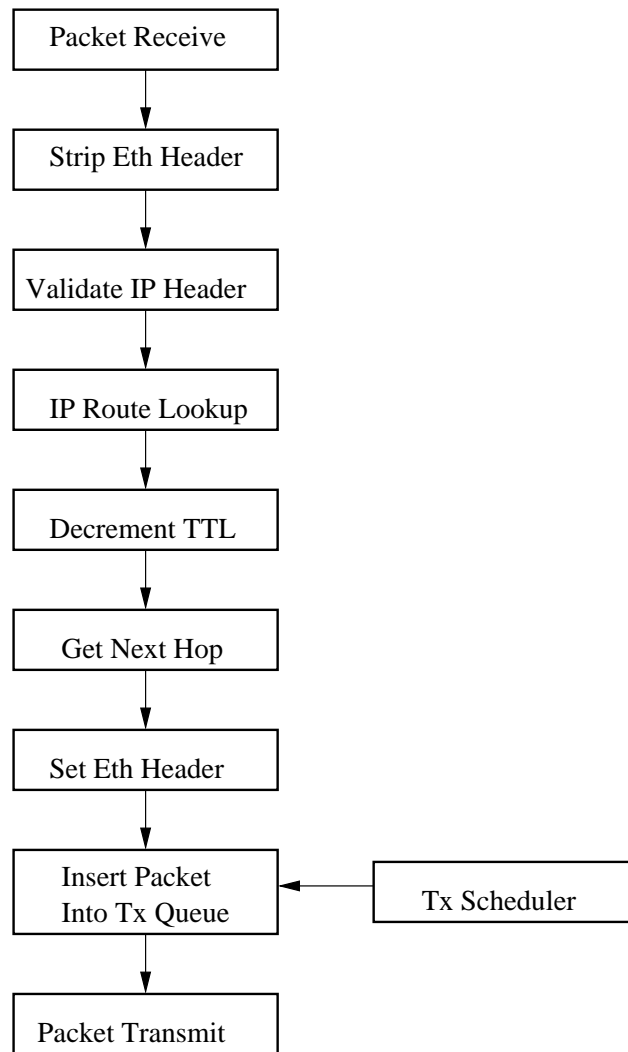 Packet Receive
Strip Eth Header
Validate IP Header
IP Route Lookup
Decrement TTL
Get Next Hop
Set Eth Header
Insert Packet
Into Tx Queue
Tx Scheduler
Packet Transmit